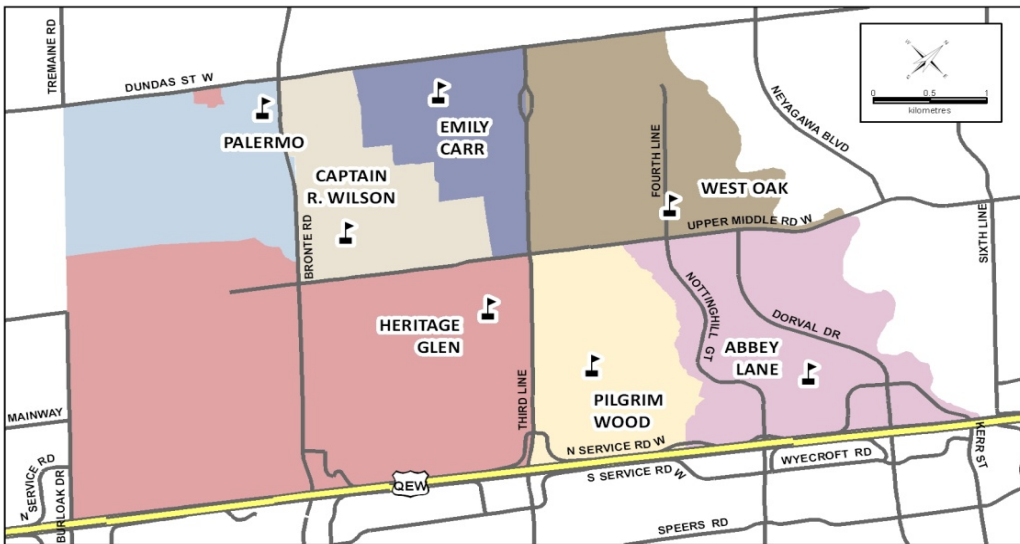 TREMAINE RD
DUNDAS ST W
PALERMO
EMILY
CARR
CAPTAIN
R. WILSON
BRONTE RD
FOURTH LINE
WEST OAK
UPPER MIDDLE RD W
NEYAGAWA BLVD
SIXTH LINE
0 0.5 1
kilometres
HERITAGE
GLEN
THIRD LINE
NOTTINGHILL GT
DORVAL DR
ABBEY
LANE
PILGRIM
WOOD
MAINWAY
N SERVICE RD
BURLOAK DR
QEW
N SERVICE RD W
S SERVICE RD W
WYECROFT RD
KERR ST
SPEERS RD